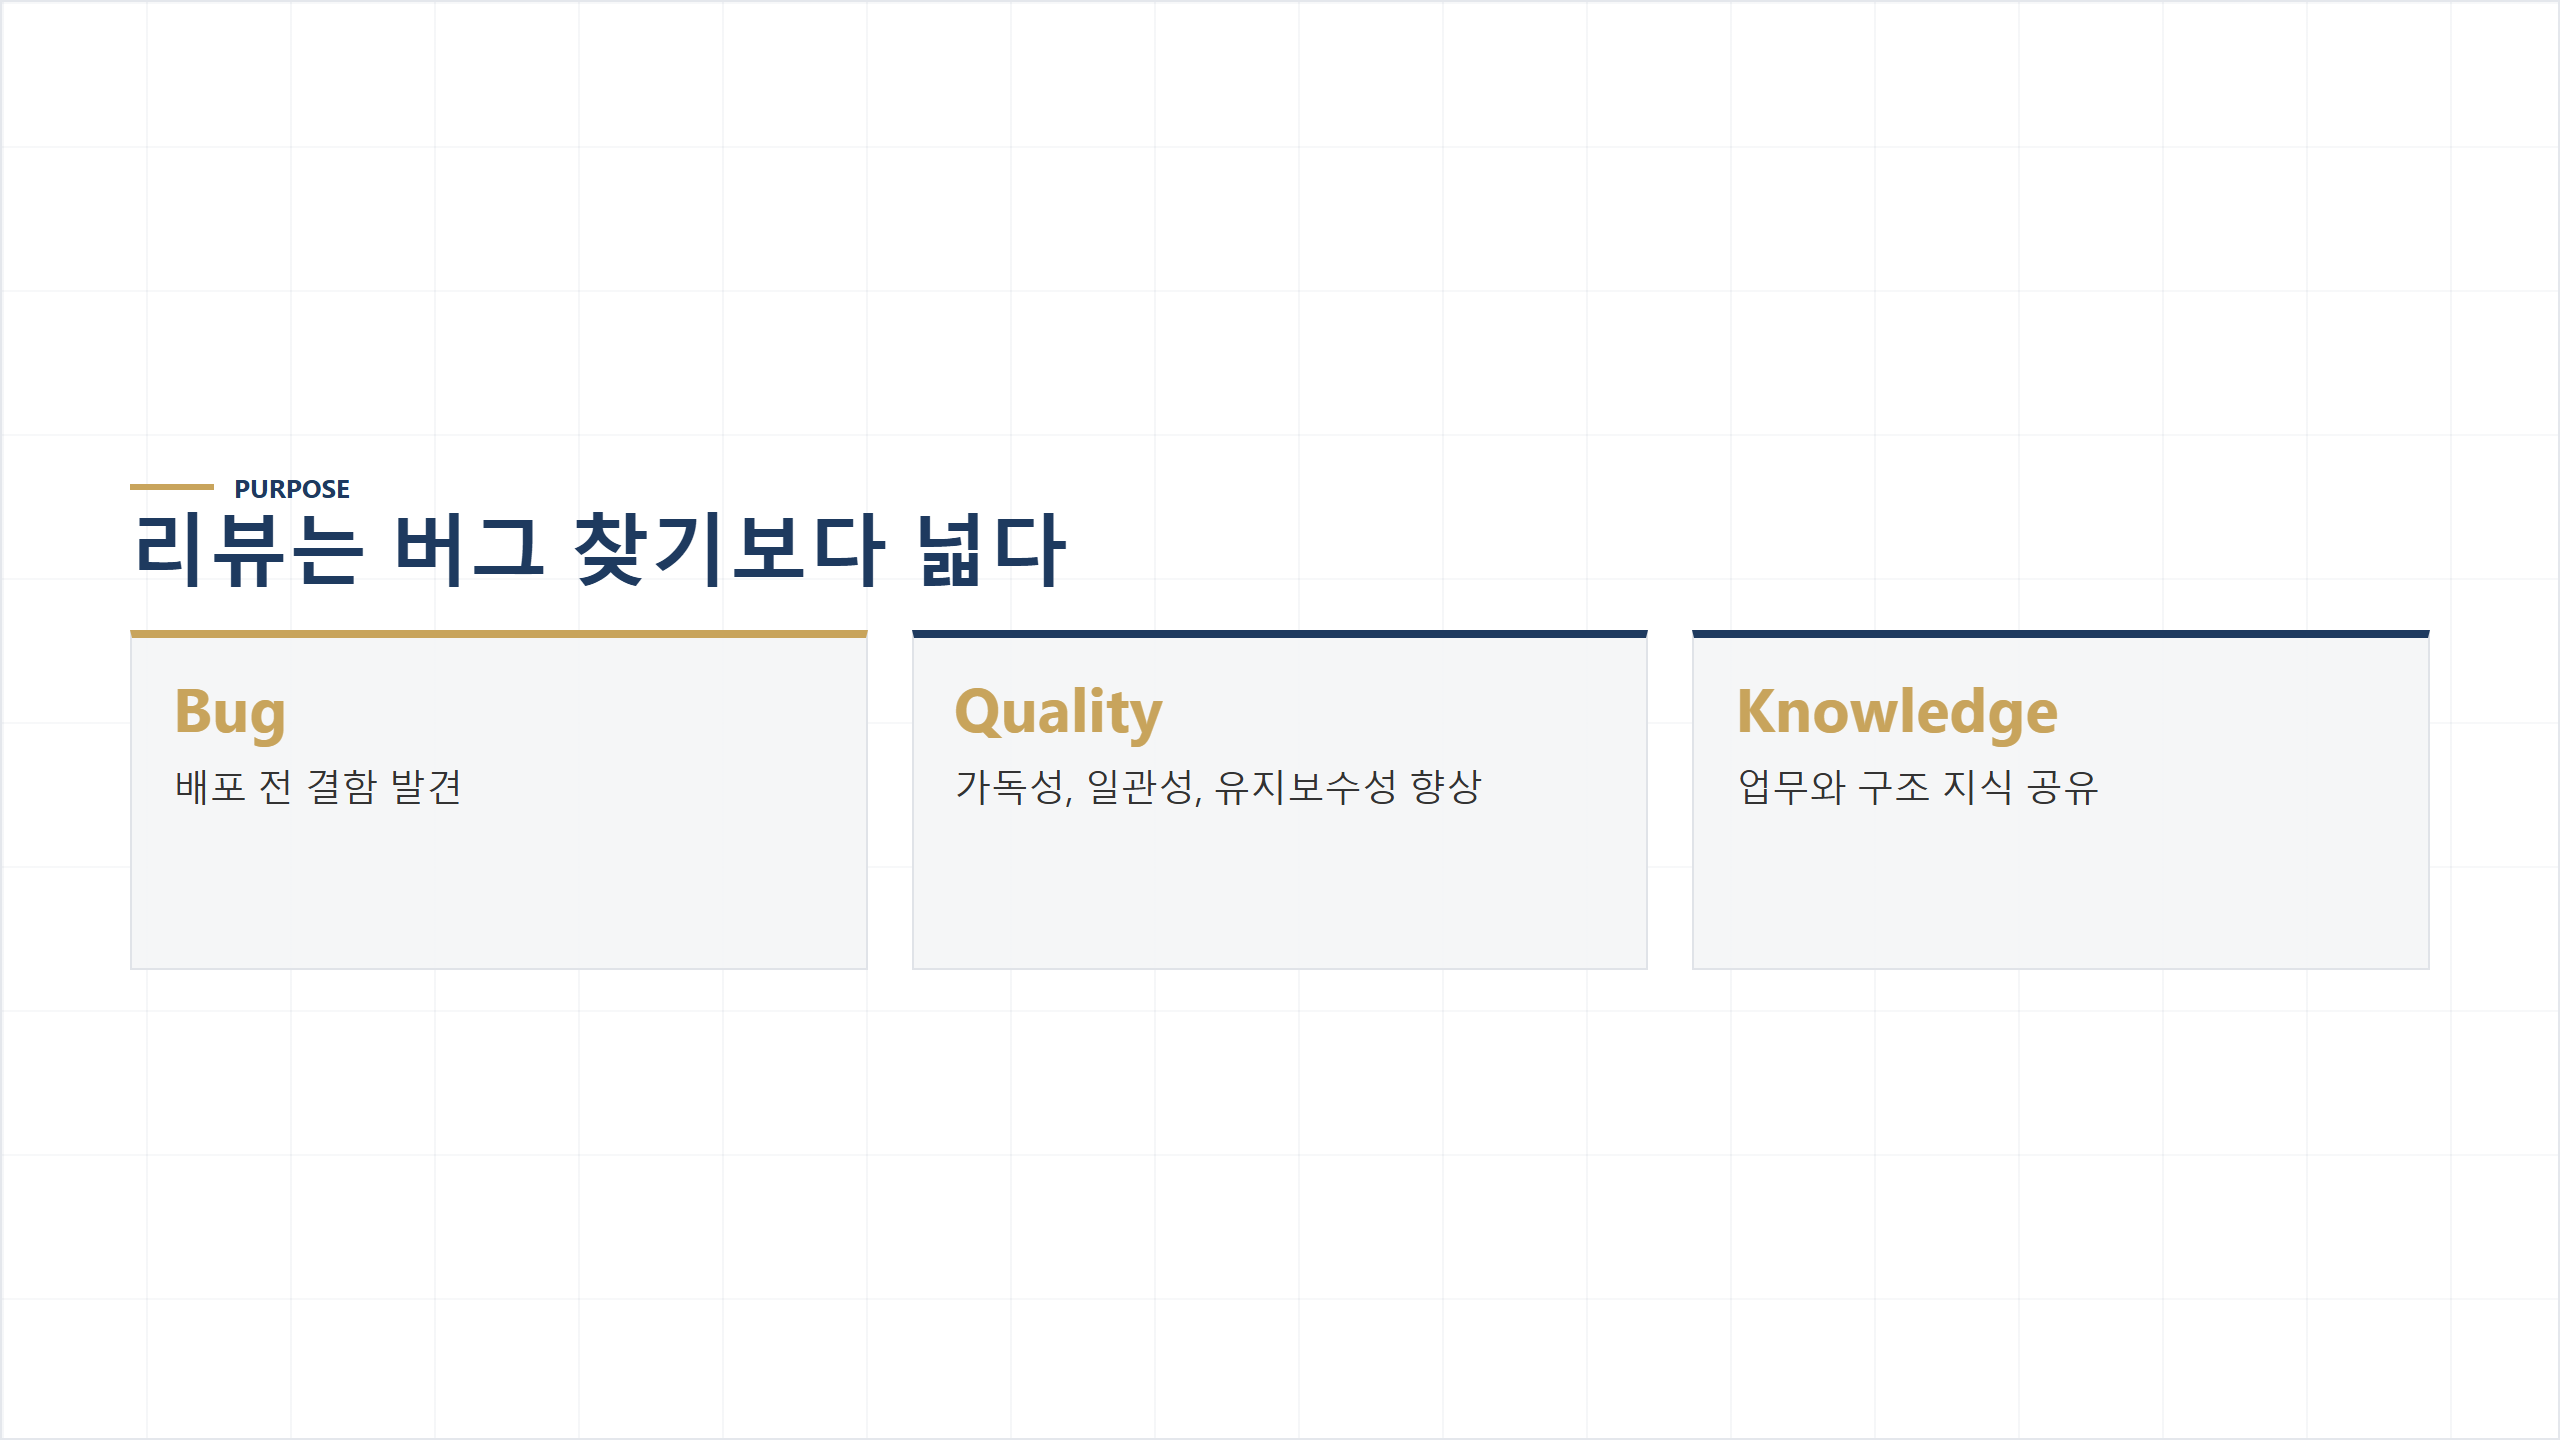 PURPOSE
리뷰는 버그 찾기보다 넓다
Bug
배포 전 결함 발견
Quality
가독성, 일관성, 유지보수성 향상
Knowledge
업무와 구조 지식 공유